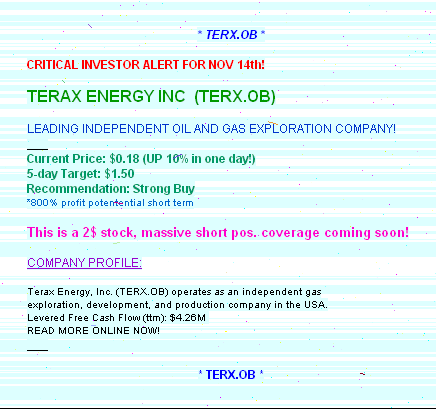 * TERX.OB *
CRITICAL INVESTOR ALERT FOR NOV 14th!
TERAX ENERGY INC (TERX.OB)
LEADING INDEPENDENT OIL AND GAS EXPLORATION COMPANY!
Current Price: $0.18 (UP 16% in one day!)
5-day Target: $1.50
Recommendation: Strong Buy
*800% profit potentential short term
This is a 2$ stock, massive short pos. coverage coming soon!
COMPANY PROFILE:
Terax Energy, Inc. (TERX.OB) operates as an independent gas
exploration, development, and production company in the USA.
Levered Free Cash Flow (ttm): $4.26M
READ MORE ONLINE NOW!
* TERX.OB *